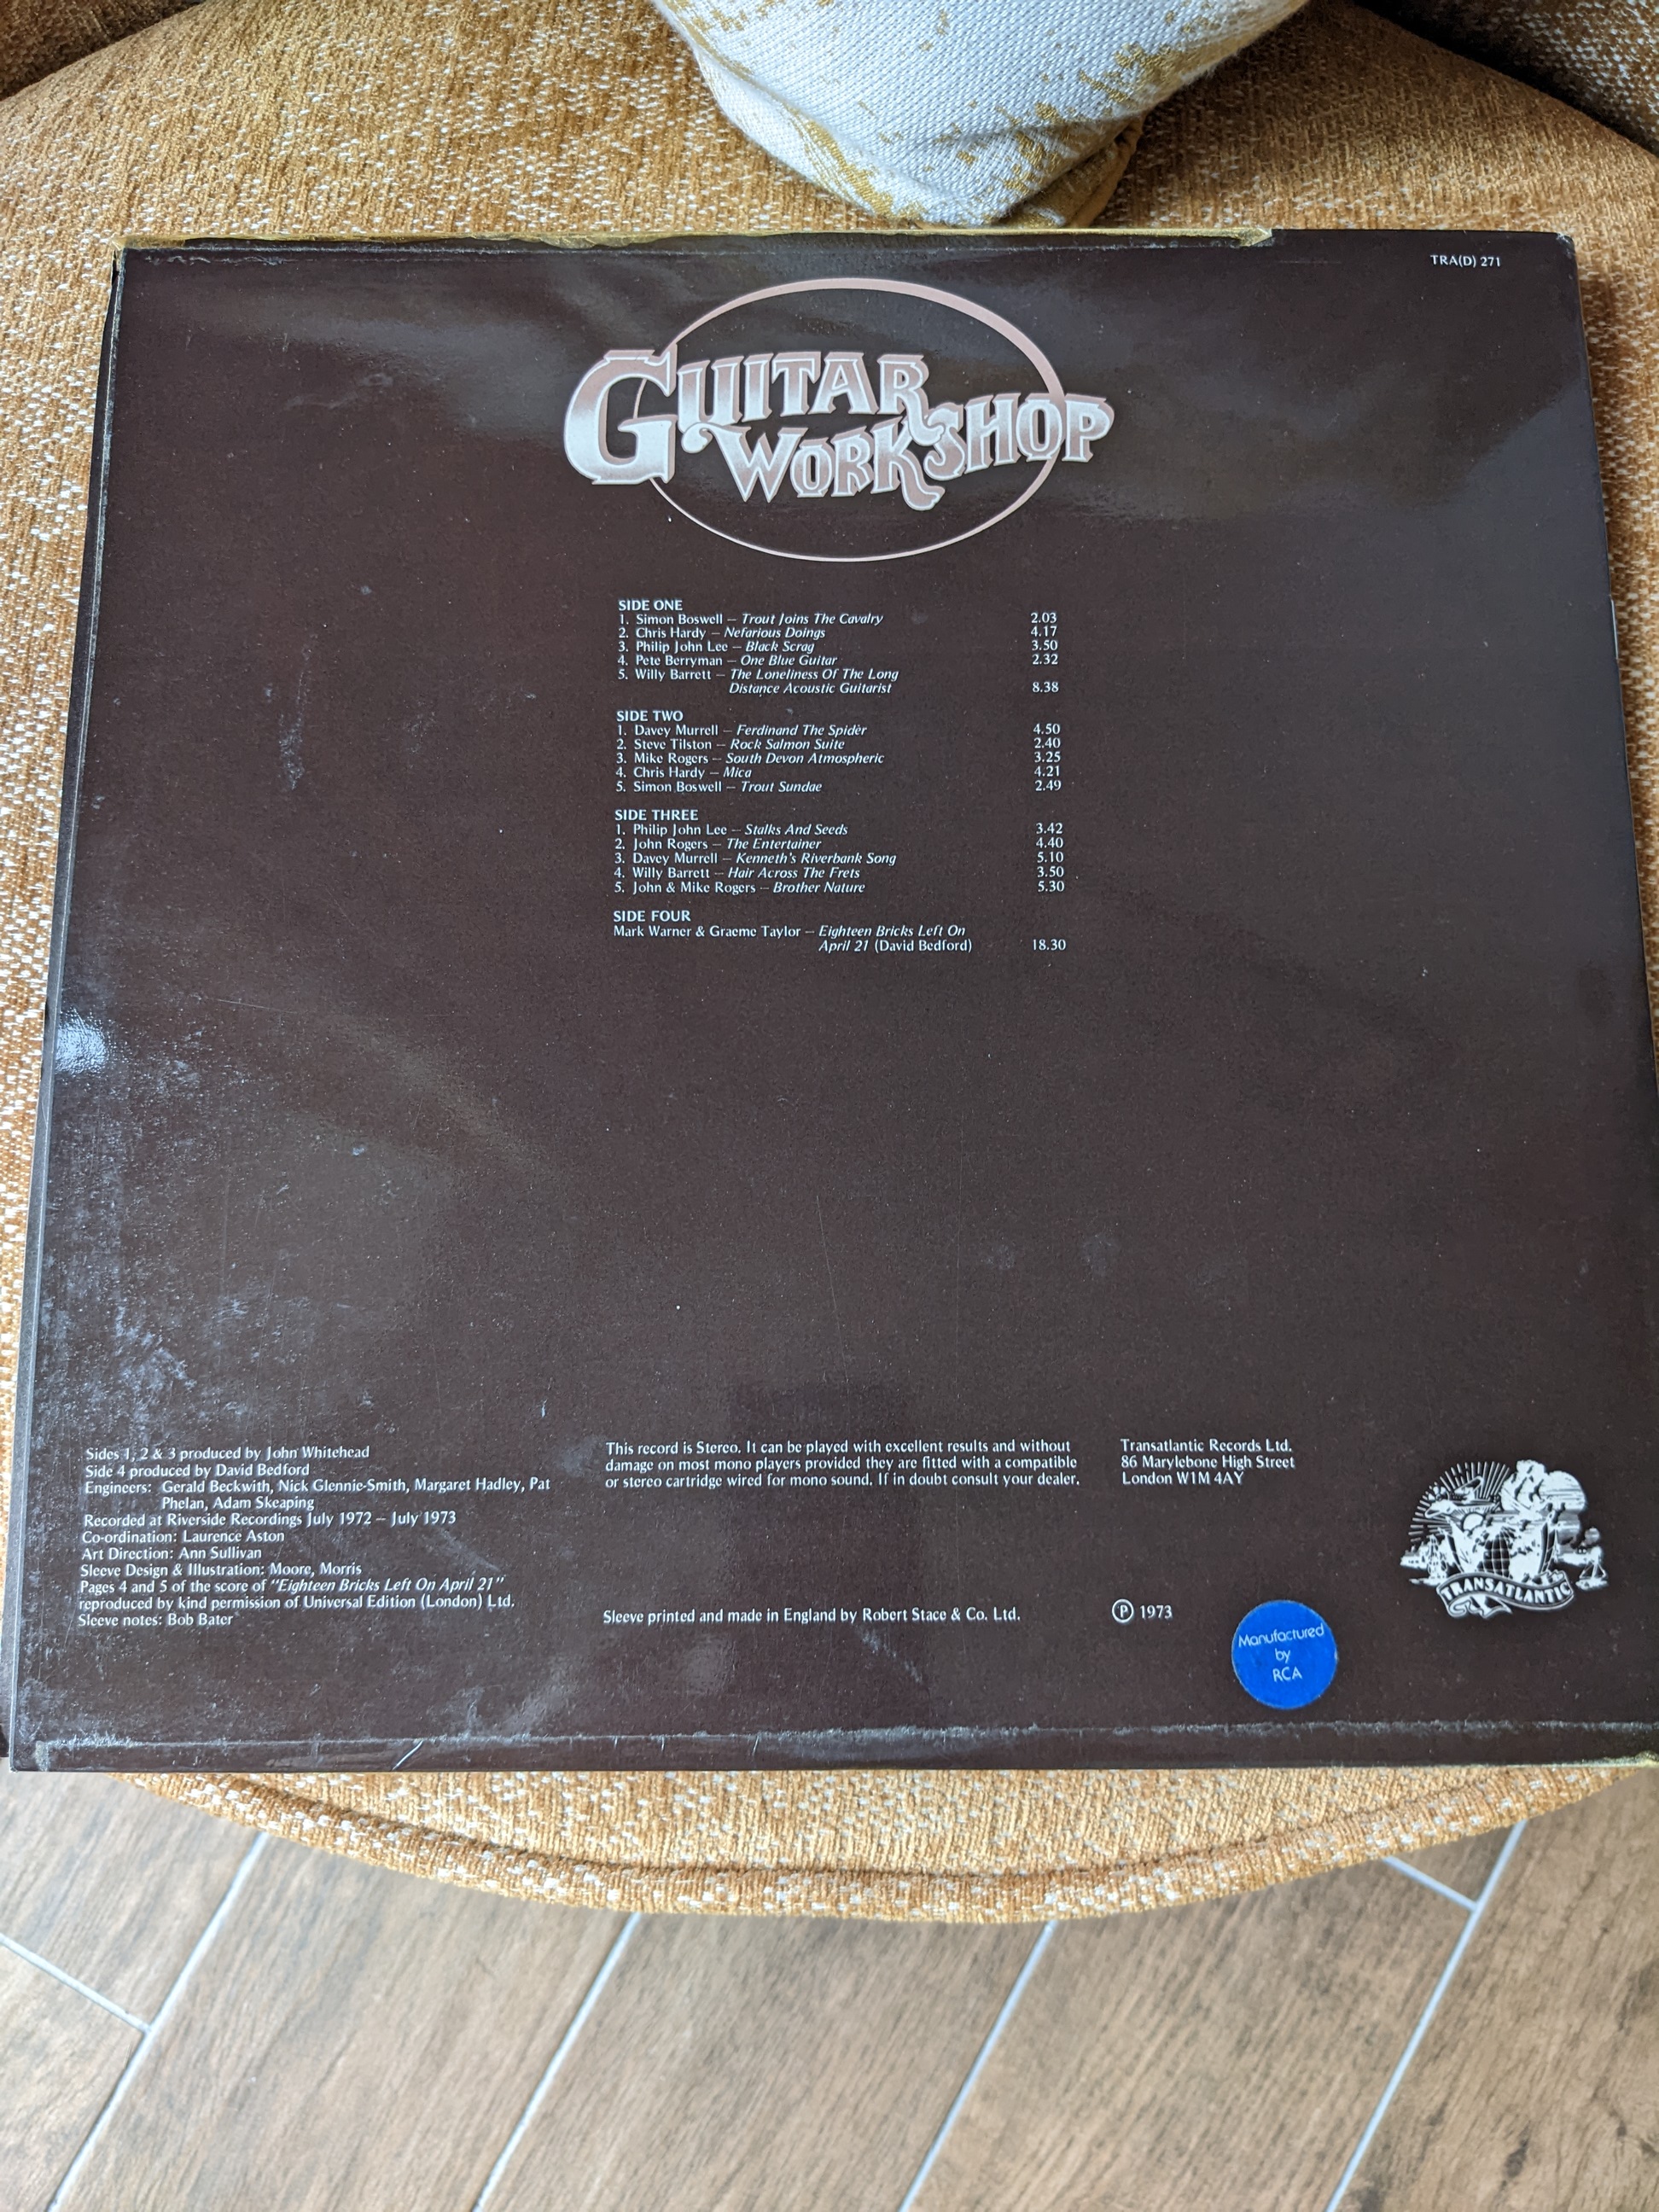 TRA(D) 271
GUITAR
WORKSHOP
SIDE ONE
1. Simon Boswell – Trout Joins The Cavalry 2.03
2. Chris Hardy – Nefarious Doings 4.17
3. Philip John Lee – Black Scrag 3.50
4. Pete Berryman – One Blue Guitar 2.32
5. Willy Barrett – The Loneliness Of The Long
Distance Acoustic Guitarist 8.38
SIDE TWO
1. Davey Murrell – Ferdinand The Spider 4.50
2. Steve Tilston – Rock Salmon Suite 2.40
3. Mike Rogers – South Devon Atmospheric 3.25
4. Chris Hardy – Mica 4.21
5. Simon Boswell – Trout Sundae 2.49
SIDE THREE
1. Philip John Lee – Stalks And Seeds 3.42
2. John Rogers – The Entertainer 4.40
3. Davey Murrell – Kenneth's Riverbank Song 5.10
4. Willy Barrett – Hair Across The Frets 3.50
5. John & Mike Rogers – Brother Nature 5.30
SIDE FOUR
Mark Warner & Graeme Taylor – Eighteen Bricks Left On
April 21 (David Bedford) 18.30
Sides 1, 2 & 3 produced by John Whitehead
Side 4 produced by David Bedford
Engineers: Gerald Beckwith, Nick Glennie-Smith, Margaret Hadley, Pat
Phelan, Adam Skeaping
Recorded at Riverside Recordings July 1972 – July 1973
Co-ordination: Laurence Aston
Art Direction: Ann Sullivan
Sleeve Design & Illustration: Moore, Morris
Pages 4 and 5 of the score of "Eighteen Bricks Left On April 21"
reproduced by kind permission of Universal Edition (London) Ltd.
Sleeve notes: Bob Bater
This record is Stereo. It can be played with excellent results and without
damage on most mono players provided they are fitted with a compatible
or stereo cartridge wired for mono sound. If in doubt consult your dealer.
Sleeve printed and made in England by Robert Stace & Co. Ltd.
Transatlantic Records Ltd.
86 Marylebone High Street
London W1M 4AY
℗ 1973
TRANSATLANTIC
Manufactured
by
RCA